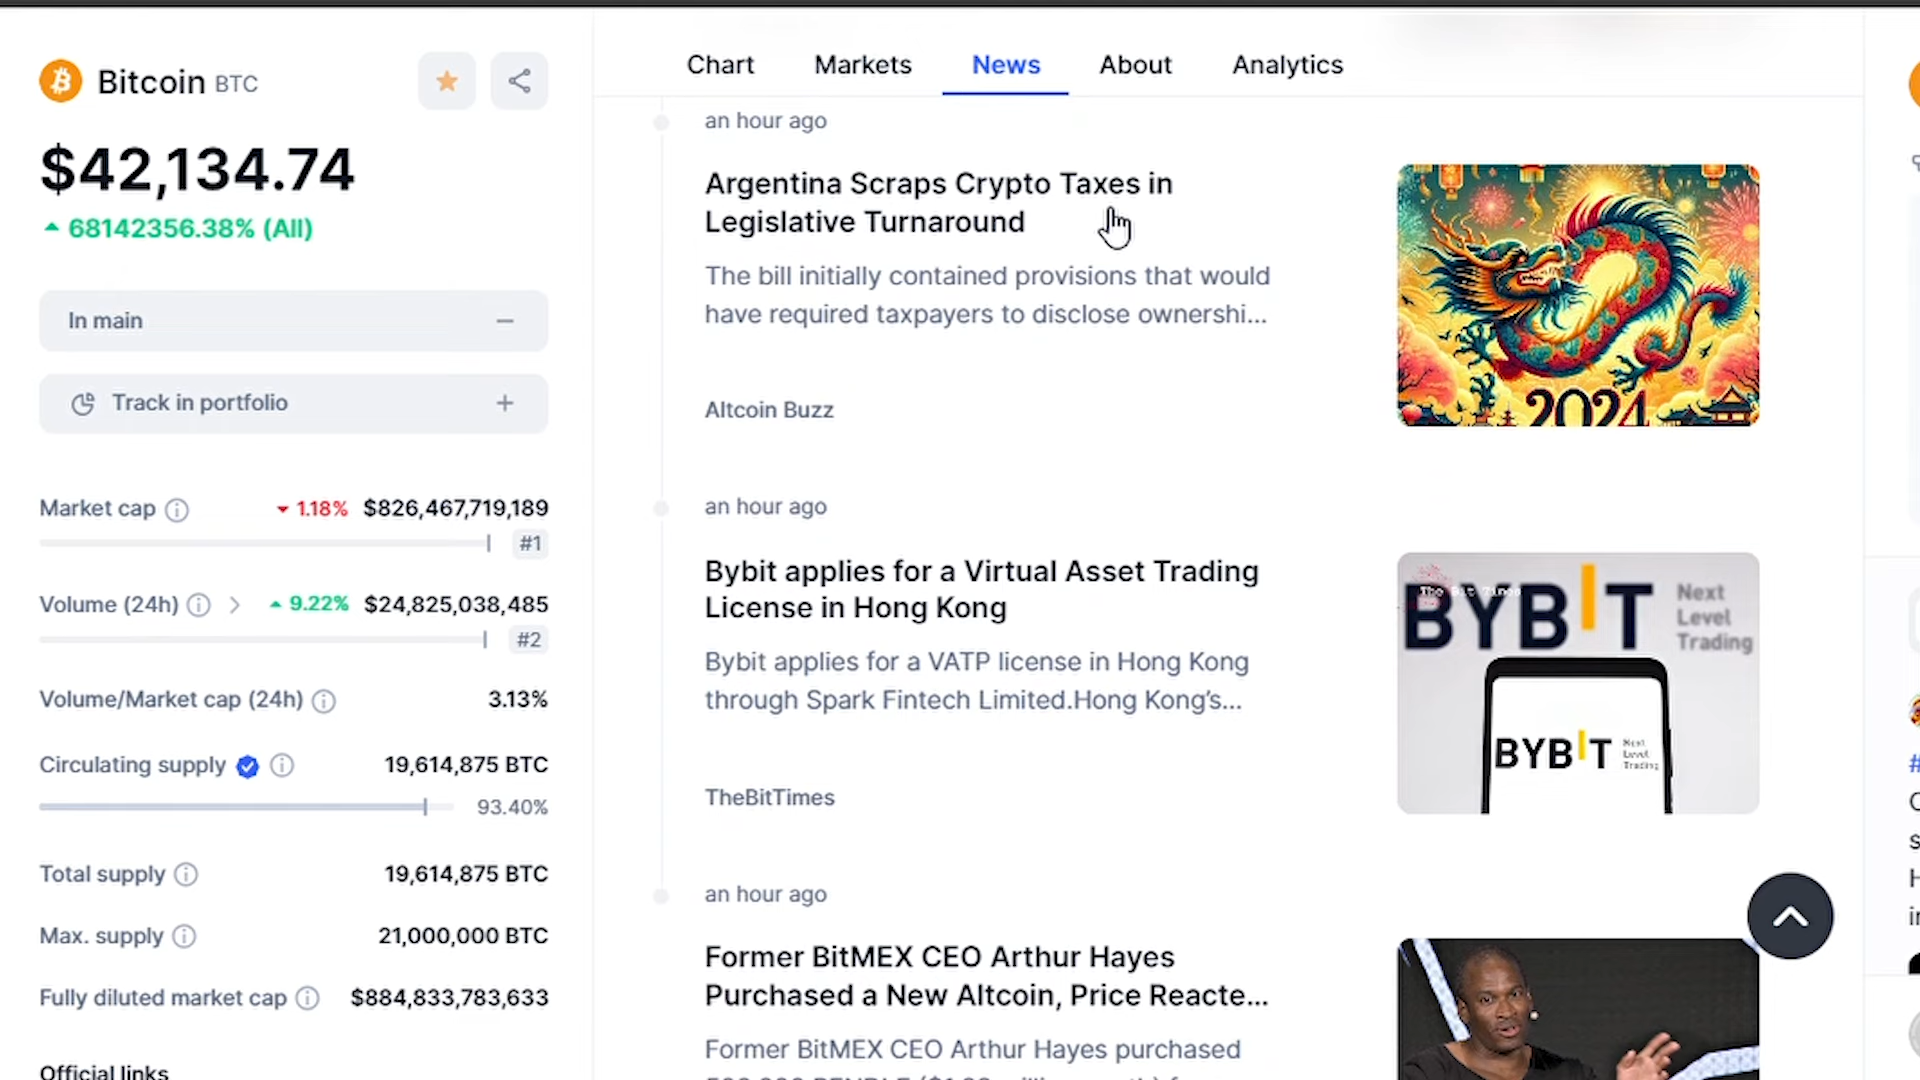 Bitcoin BTC
$42,134.74
68142356.38% (All)
In main
Track in portfolio
Market cap 1.18% $826,467,719,189
#1
Volume (24h) 9.22% $24,825,038,485
#2
Volume/Market cap (24h) 3.13%
Circulating supply 19,614,875 BTC
93.40%
Total supply 19,614,875 BTC
Max. supply 21,000,000 BTC
Fully diluted market cap $884,833,783,633
Official links
Chart Markets News About Analytics
an hour ago
Argentina Scraps Crypto Taxes in
Legislative Turnaround
The bill initially contained provisions that would
have required taxpayers to disclose ownershi...
Altcoin Buzz
2024
an hour ago
Bybit applies for a Virtual Asset Trading
License in Hong Kong
Bybit applies for a VATP license in Hong Kong
through Spark Fintech Limited.Hong Kong's...
TheBitTimes
The Bit Times
BYBIT Next
Level
Trading
BYBIT Next
Level
Trading
an hour ago
Former BitMEX CEO Arthur Hayes
Purchased a New Altcoin, Price Reacte...
Former BitMEX CEO Arthur Hayes purchased